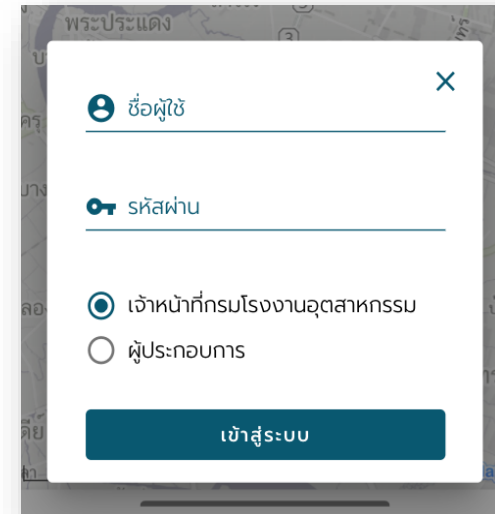 พระประแดง
3
3
ชื่อผู้ใช้
รหัสผ่าน
เจ้าหน้าที่กรมโรงงานอุตสาหกรรม
ผู้ประกอบการ
เข้าสู่ระบบ